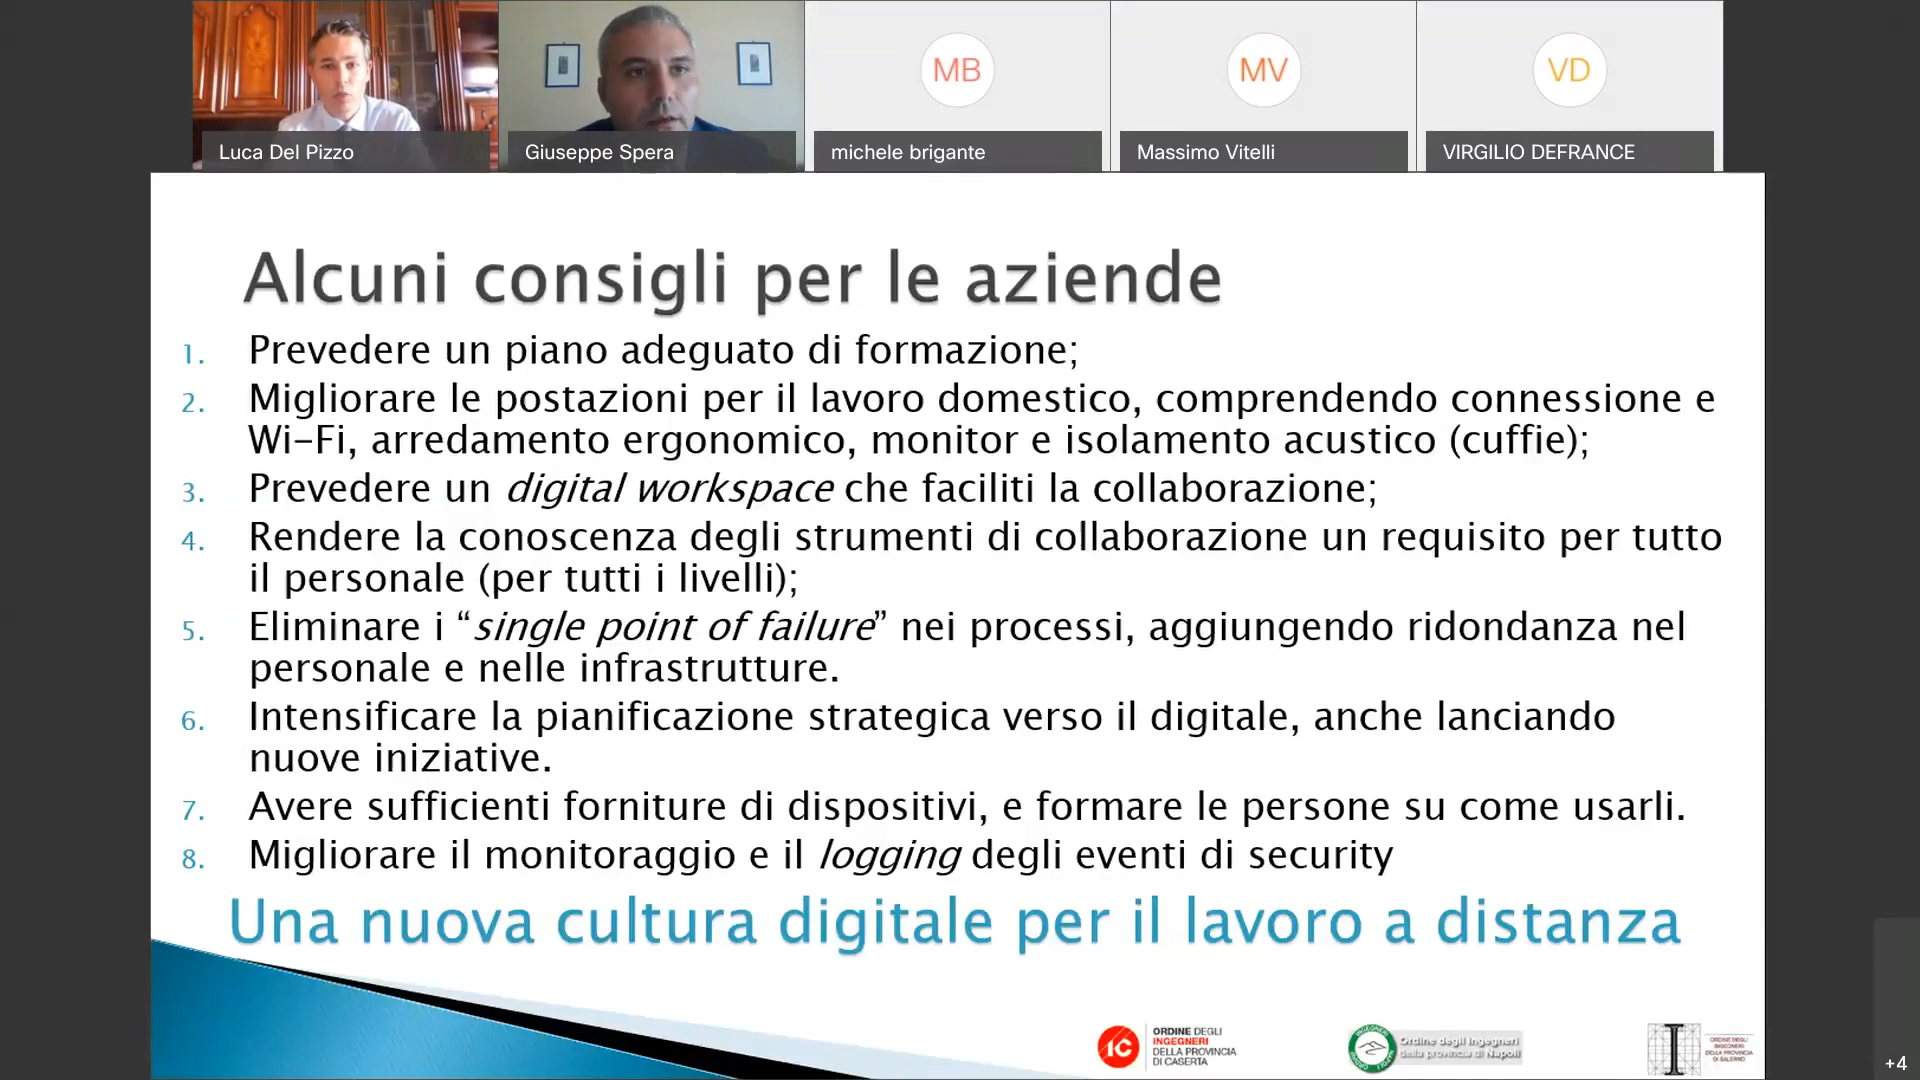 MB
MV
VD
Luca Del Pizzo
Giuseppe Spera
michele brigante
Massimo Vitelli
VIRGILIO DEFRANCE
Alcuni consigli per le aziende
1. Prevedere un piano adeguato di formazione;
2. Migliorare le postazioni per il lavoro domestico, comprendendo connessione e
Wi-Fi, arredamento ergonomico, monitor e isolamento acustico (cuffie);
3. Prevedere un digital workspace che faciliti la collaborazione;
4. Rendere la conoscenza degli strumenti di collaborazione un requisito per tutto
il personale (per tutti i livelli);
5. Eliminare i “single point of failure” nei processi, aggiungendo ridondanza nel
personale e nelle infrastrutture.
6. Intensificare la pianificazione strategica verso il digitale, anche lanciando
nuove iniziative.
7. Avere sufficienti forniture di dispositivi, e formare le persone su come usarli.
8. Migliorare il monitoraggio e il logging degli eventi di security
Una nuova cultura digitale per il lavoro a distanza
IC
ORDINE DEGLI
INGEGNERI
DELLA PROVINCIA
DI CASERTA
Ordine degli Ingegneri
della provincia di Napoli
ORDINE DEGLI
INGEGNERI
DELLA PROVINCIA
DI SALERNO
+4